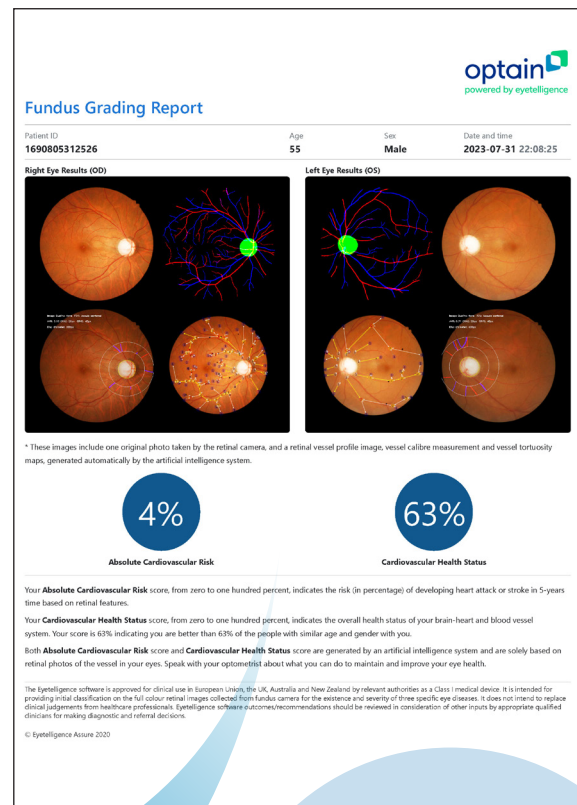 optain
powered by eyetelligence
Fundus Grading Report
Patient ID
Age
Sex
Date and time
1690805312526
55
Male
2023-07-31 22:08:25
Right Eye Results (OD)
Left Eye Results (OS)
* These images include one original photo taken by the retinal camera, and a retinal vessel profile image, vessel calibre measurement and vessel tortuosity
maps, generated automatically by the artificial intelligence system.
4%
63%
Absolute Cardiovascular Risk
Cardiovascular Health Status
Your Absolute Cardiovascular Risk score, from zero to one hundred percent, indicates the risk (in percentage) of developing heart attack or stroke in 5-years
time based on retinal features.
Your Cardiovascular Health Status score, from zero to one hundred percent, indicates the overall health status of your brain-heart and blood vessel
system. Your score is 63% indicating you are better than 63% of the people with similar age and gender with you.
Both Absolute Cardiovascular Risk score and Cardiovascular Health Status score are generated by an artificial intelligence system and are solely based on
retinal photos of the vessel in your eyes. Speak with your optometrist about what you can do to maintain and improve your eye health.
The Eyetelligence software is approved for clinical use in European Union, the UK, Australia and New Zealand by relevant authorities as a Class I medical device. It is intended for
providing initial classification on the full colour retinal images collected from fundus camera for the existence and severity of three specific eye diseases. It does not intend to replace
clinical judgements from healthcare professionals. Eyetelligence software outcomes/recommendations should be reviewed in consideration of other inputs by appropriate qualified
clinicians for making diagnostic and referral decisions.
© Eyetelligence Assure 2020